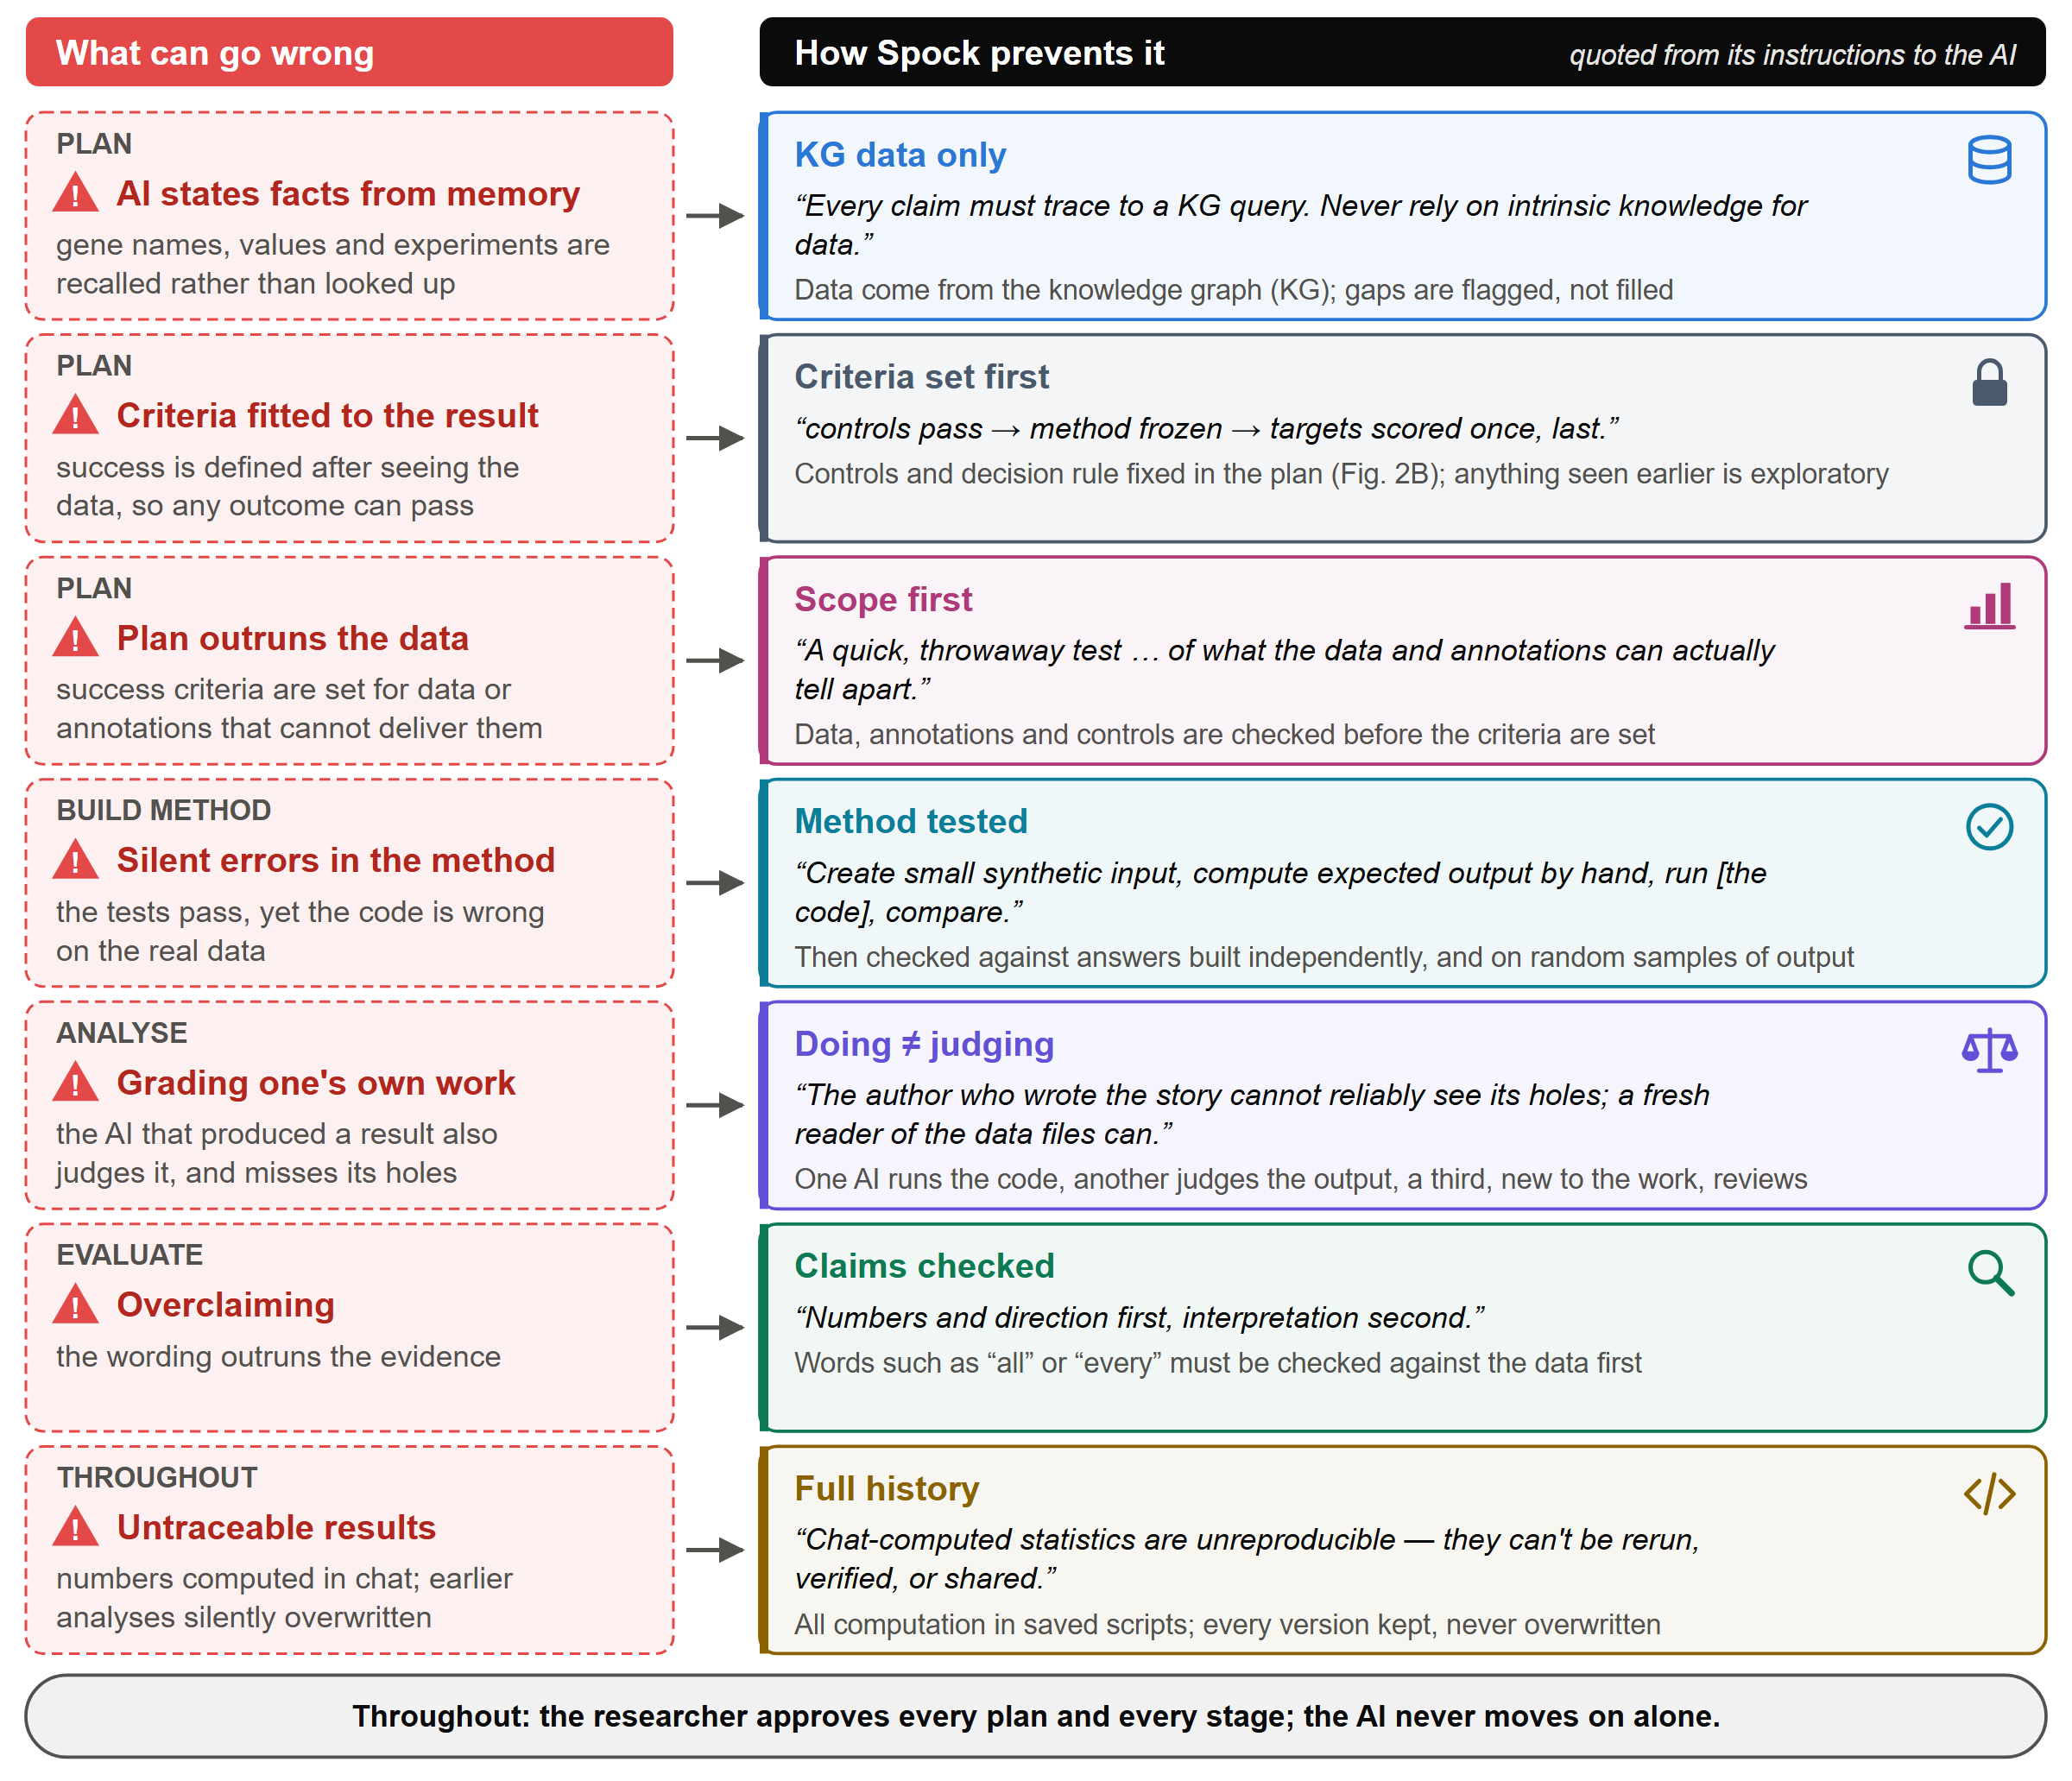 What can go wrong
How Spock prevents it
quoted from its instructions to the AI
PLAN
AI states facts from memory
gene names, values and experiments are
recalled rather than looked up
KG data only
“Every claim must trace to a KG query. Never rely on intrinsic knowledge for
data.”
Data come from the knowledge graph (KG); gaps are flagged, not filled
PLAN
Criteria fitted to the result
success is defined after seeing the
data, so any outcome can pass
Criteria set first
“controls pass → method frozen → targets scored once, last.”
Controls and decision rule fixed in the plan (Fig. 2B); anything seen earlier is exploratory
PLAN
Plan outruns the data
success criteria are set for data or
annotations that cannot deliver them
Scope first
“A quick, throwaway test … of what the data and annotations can actually
tell apart.”
Data, annotations and controls are checked before the criteria are set
BUILD METHOD
Silent errors in the method
the tests pass, yet the code is wrong
on the real data
Method tested
“Create small synthetic input, compute expected output by hand, run [the
code], compare.”
Then checked against answers built independently, and on random samples of output
ANALYSE
Grading one's own work
the AI that produced a result also
judges it, and misses its holes
Doing ≠ judging
“The author who wrote the story cannot reliably see its holes; a fresh
reader of the data files can.”
One AI runs the code, another judges the output, a third, new to the work, reviews
EVALUATE
Overclaiming
the wording outruns the evidence
Claims checked
“Numbers and direction first, interpretation second.”
Words such as “all” or “every” must be checked against the data first
THROUGHOUT
Untraceable results
numbers computed in chat; earlier
analyses silently overwritten
Full history
“Chat-computed statistics are unreproducible — they can't be rerun,
verified, or shared.”
All computation in saved scripts; every version kept, never overwritten
Throughout: the researcher approves every plan and every stage; the AI never moves on alone.